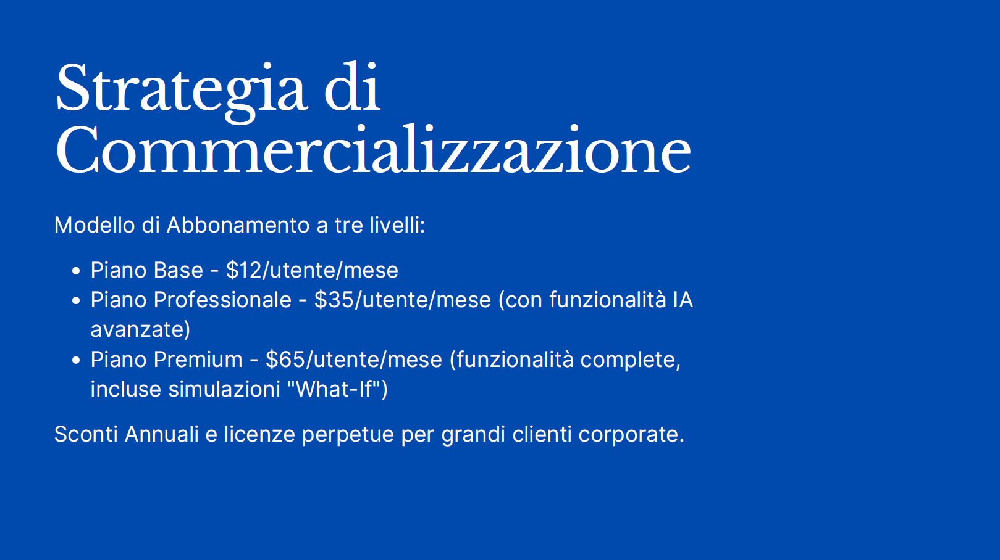 Strategia di
Commercializzazione
Modello di Abbonamento a tre livelli:
• Piano Base - $12/utente/mese
• Piano Professionale - $35/utente/mese (con funzionalità IA
avanzate)
• Piano Premium - $65/utente/mese (funzionalità complete,
incluse simulazioni "What-If")
Sconti Annuali e licenze perpetue per grandi clienti corporate.